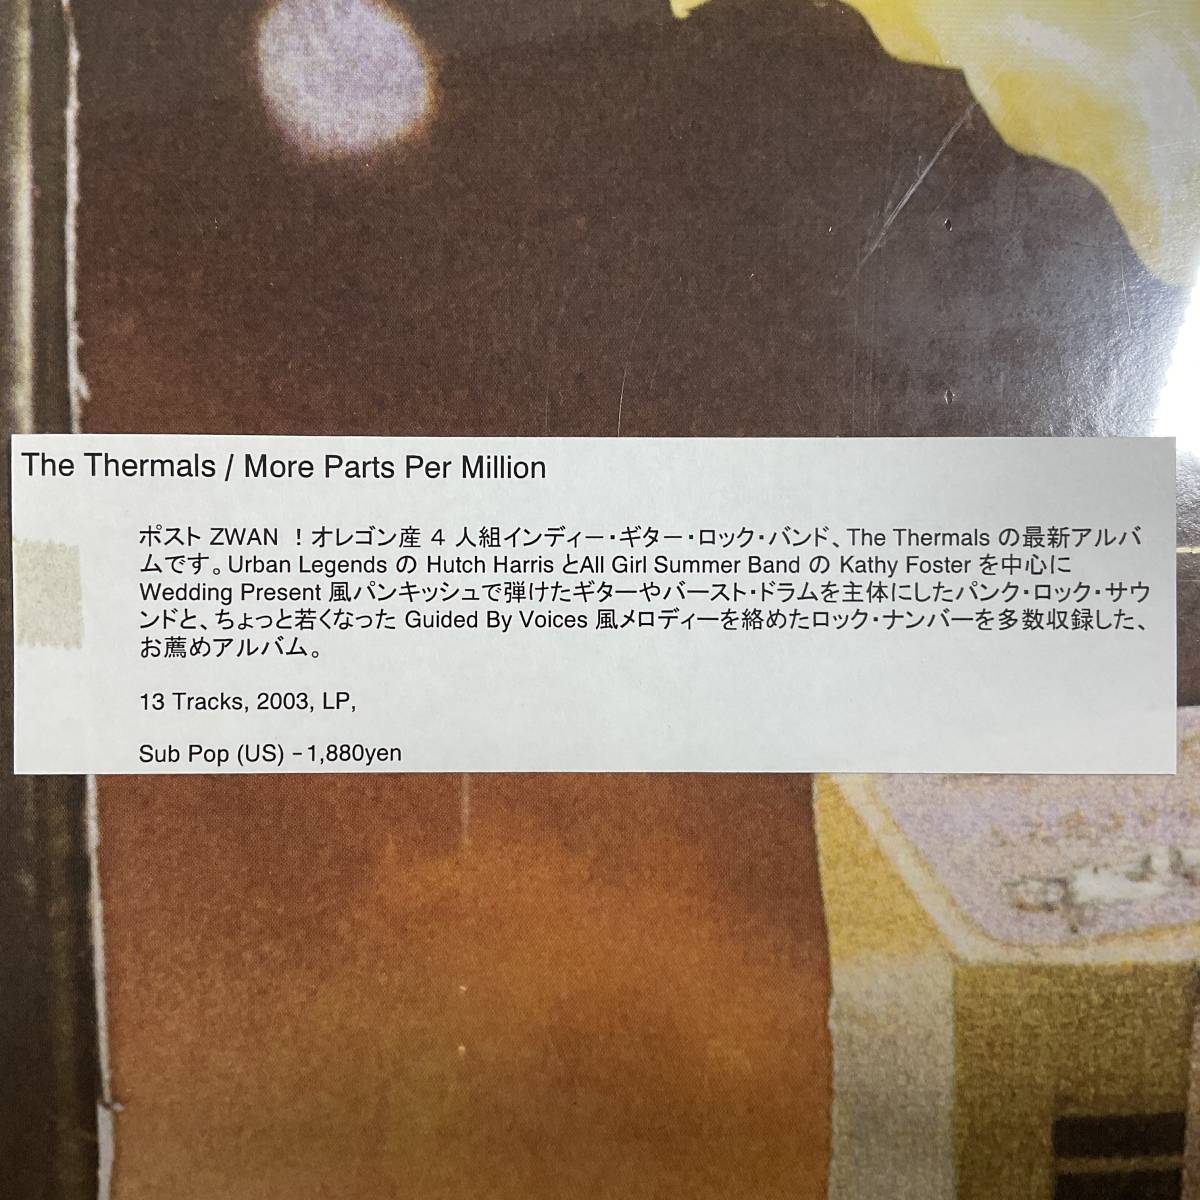 The Thermals / More Parts Per Million
ポスト ZWAN ！オレゴン産 4 人組インディー・ギター・ロック・バンド、The Thermals の最新アルバ
ムです。Urban Legends の Hutch Harris とAll Girl Summer Band の Kathy Foster を中心に
Wedding Present 風パンキッシュで弾けたギターやバースト・ドラムを主体にしたパンク・ロック・サウ
ンドと、ちょっと若くなった Guided By Voices 風メロディーを絡めたロック・ナンバーを多数収録した、
お薦めアルバム。
13 Tracks, 2003, LP,
Sub Pop (US) －1,880yen